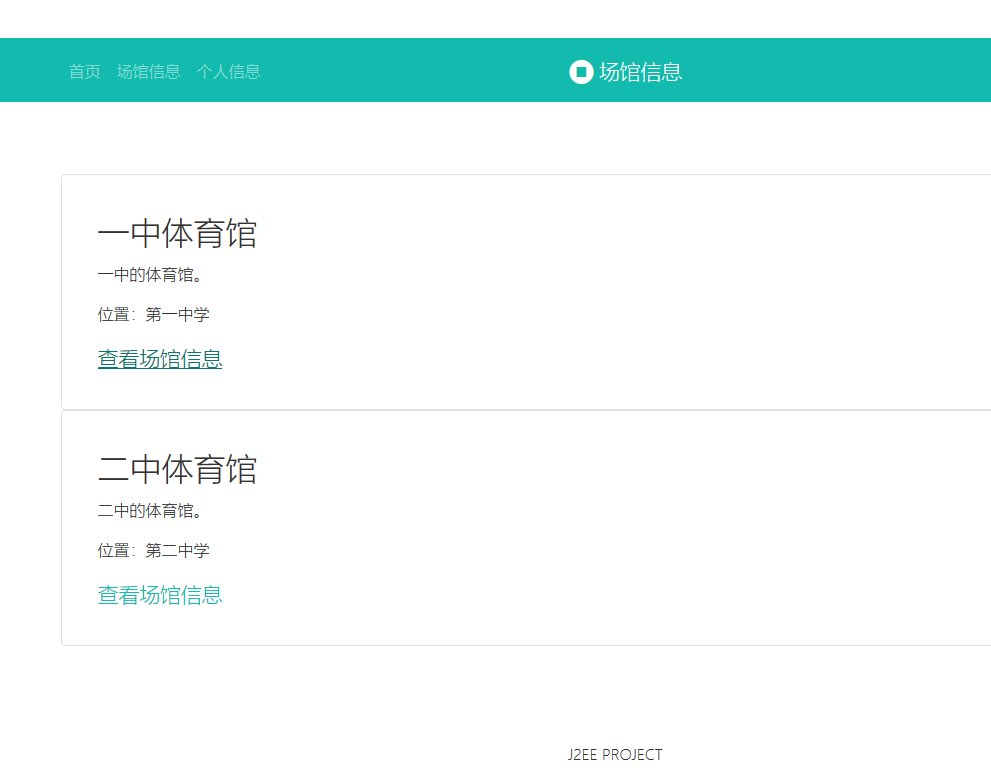 首页 场馆信息 个人信息 场馆信息
一中体育馆
一中的体育馆。
位置：第一中学
查看场馆信息
二中体育馆
二中的体育馆。
位置：第二中学
查看场馆信息
J2EE PROJECT